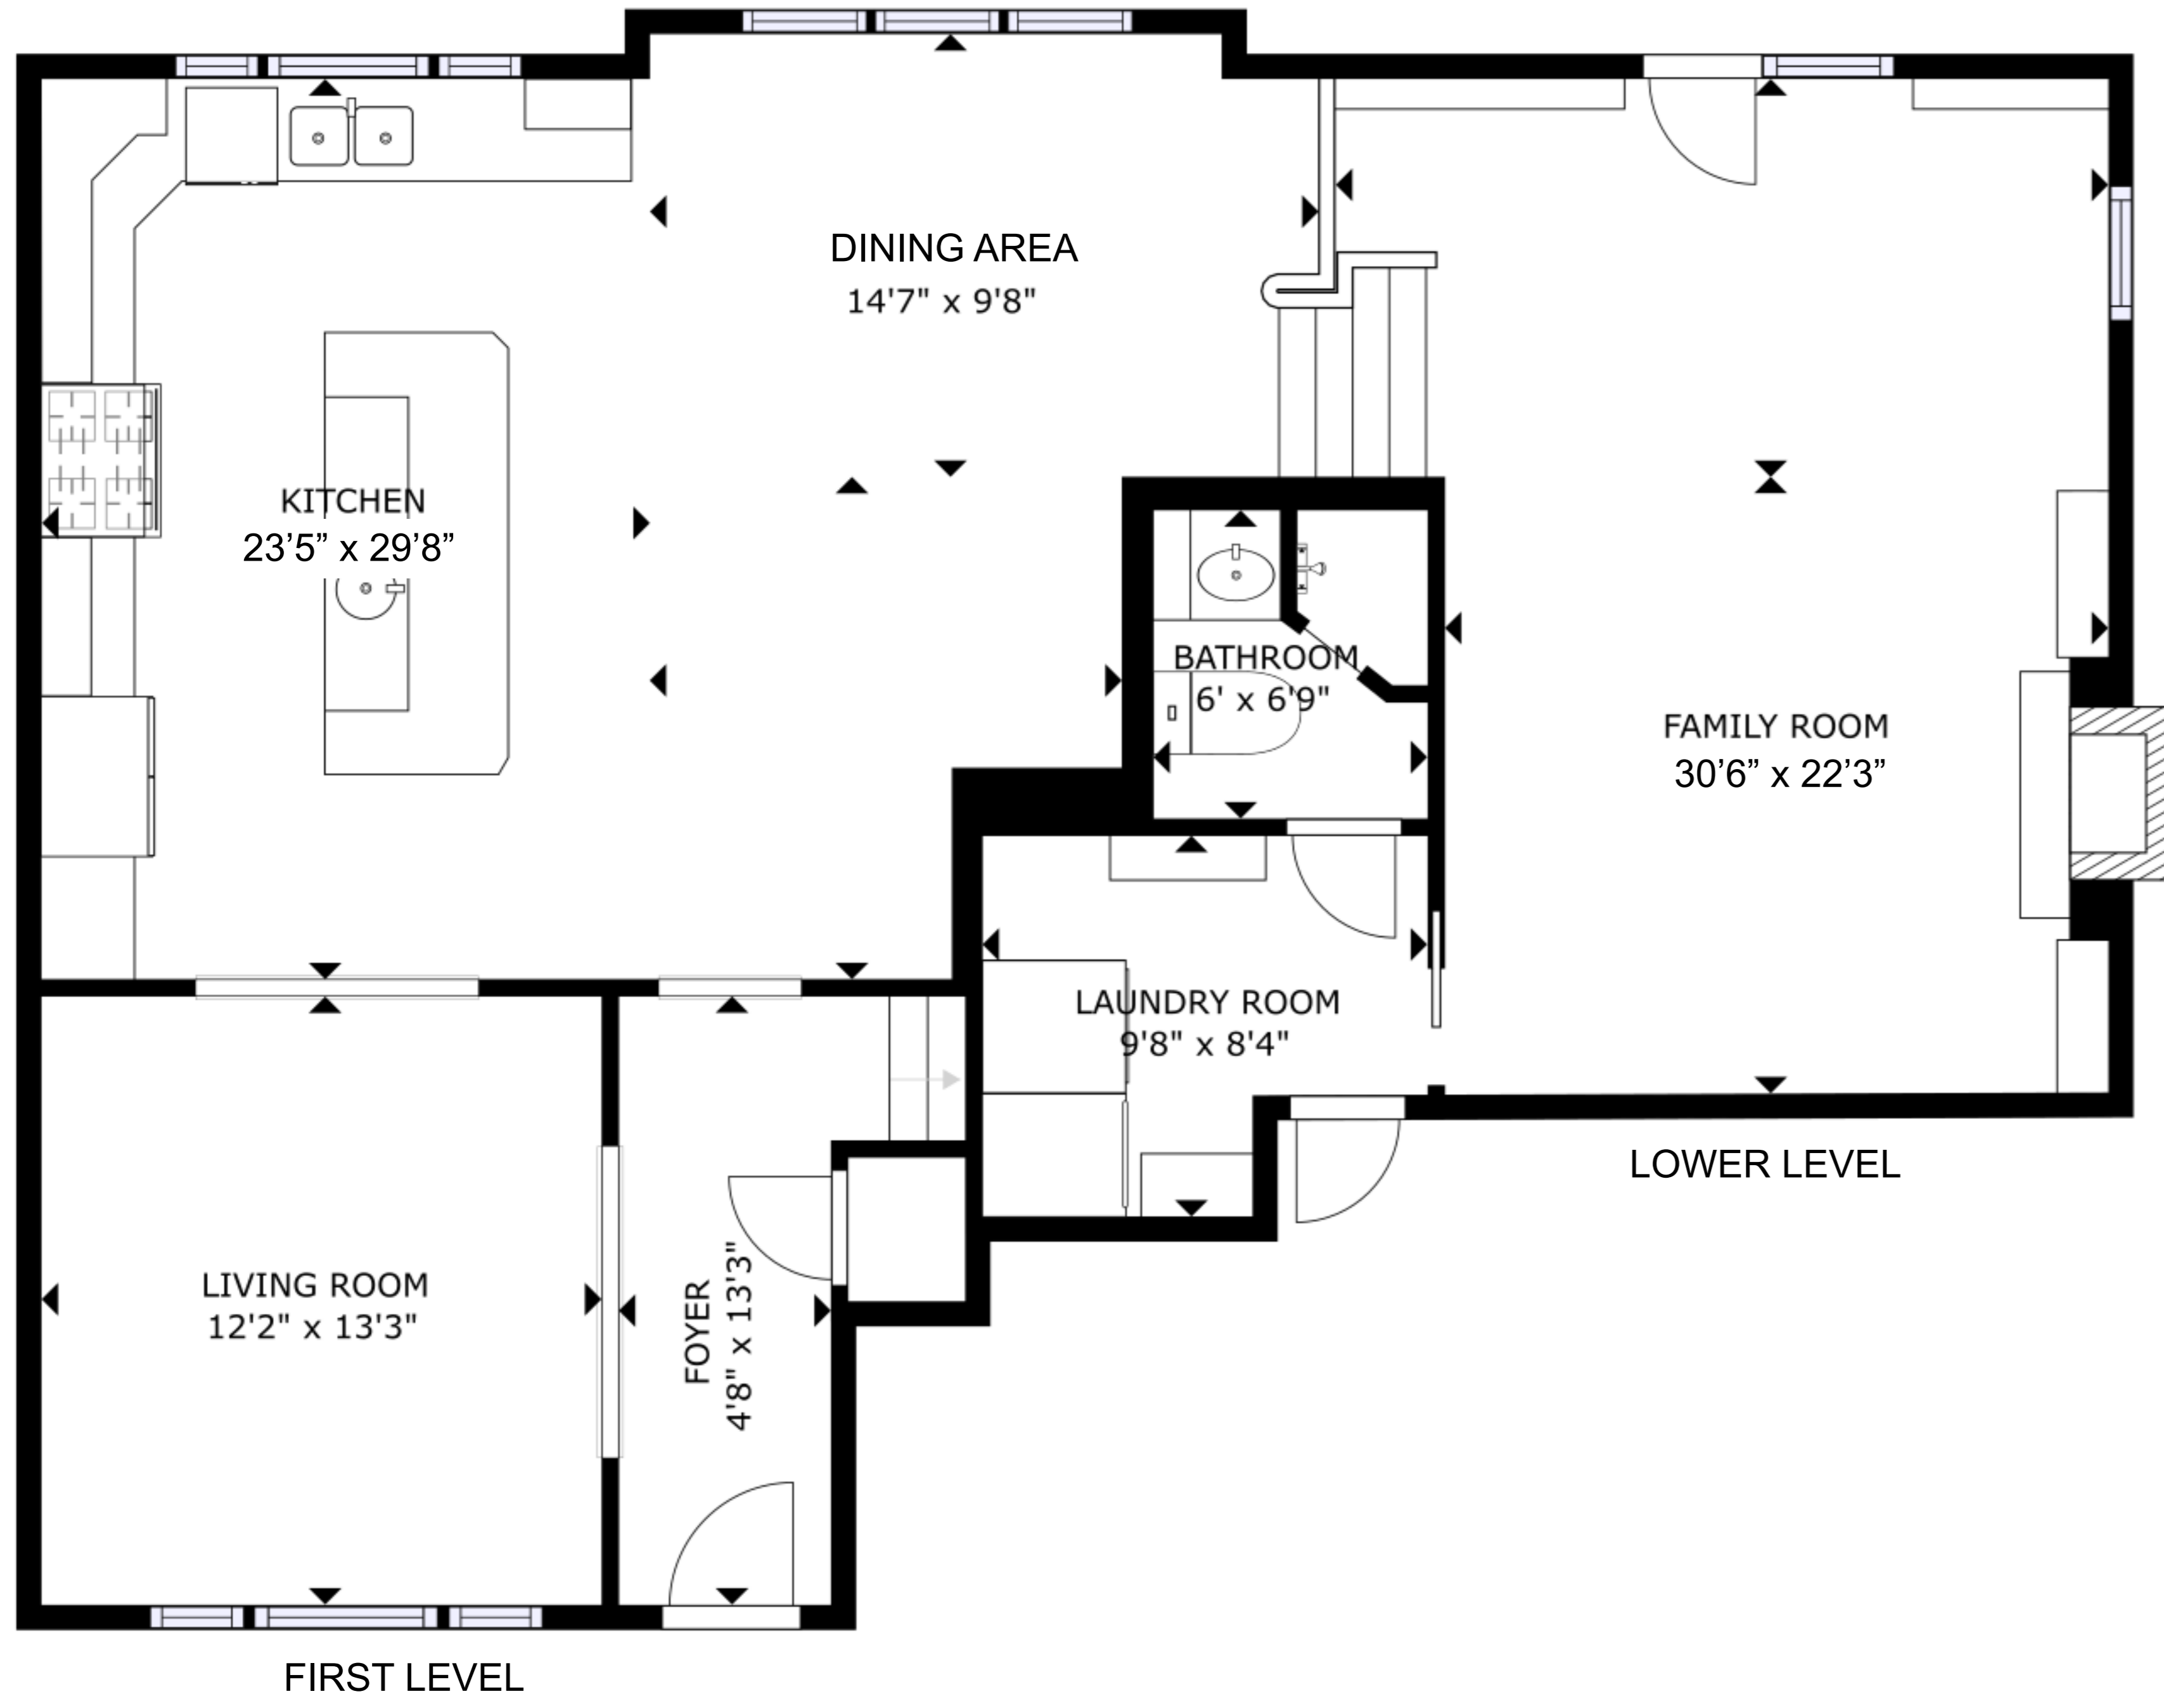 DINING AREA
14'7" x 9'8"
KITCHEN
23’5” x 29’8”
BATHROOM
6' x 6'9"
FAMILY ROOM
30’6” x 22’3”
LAUNDRY ROOM
9'8" x 8'4"
LOWER LEVEL
LIVING ROOM
12'2" x 13'3"
FOYER
4'8" x 13'3"
FIRST LEVEL